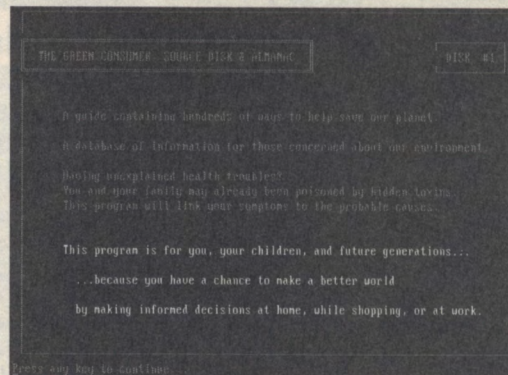 THE GREEN CONSUMER SOURCE DISK & ALMANAC
DISK #1
A guide containing hundreds of ways to help save our planet
A database of information for those concerned about our environment.
Having unexplained health troubles?
You and your family may already been poisoned by hidden toxins.
This program will link your symptoms to the probable causes.
This program is for you, your children, and future generations...
...because you have a chance to make a better world
by making informed decisions at home, while shopping, or at work.
Press any key to continue